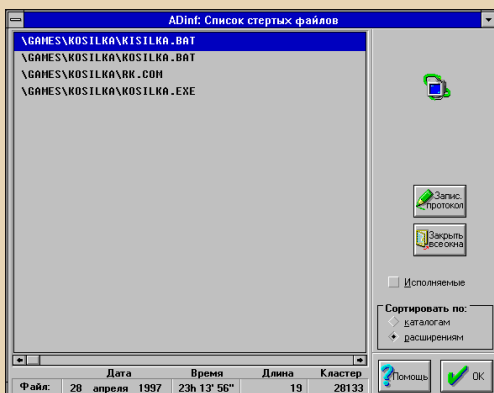 ADinf: Список стертых файлов
\GAMES\KOSILKA\KISILKA.BAT
\GAMES\KOSILKA\KOSILKA.BAT
\GAMES\KOSILKA\RK.COM
\GAMES\KOSILKA\KOSILKA.EXE
Запис. протокол
Закрыть все окна
Исполняемые
Сортировать по:
каталогам
расширениям
Дата Время Длина Кластер
Файл: 28 апреля 1997 23h 13' 56" 19 28133
Помощь
OK